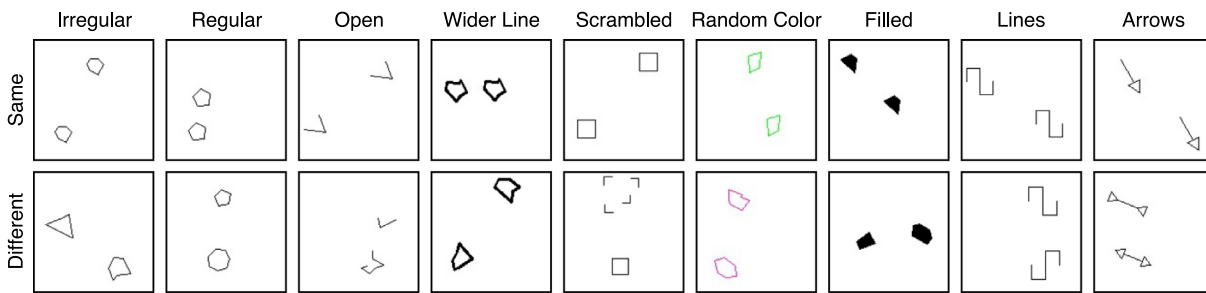 Irregular Regular Open Wider Line Scrambled Random Color Filled Lines Arrows
Same
Different